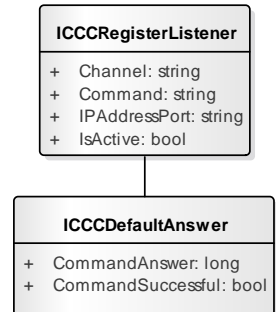 ICCCRegisterListener
+ Channel: string
+ Command: string
+ IPAddressPort: string
+ IsActive: bool
ICCCDefaultAnswer
+ CommandAnswer: long
+ CommandSuccessful: bool